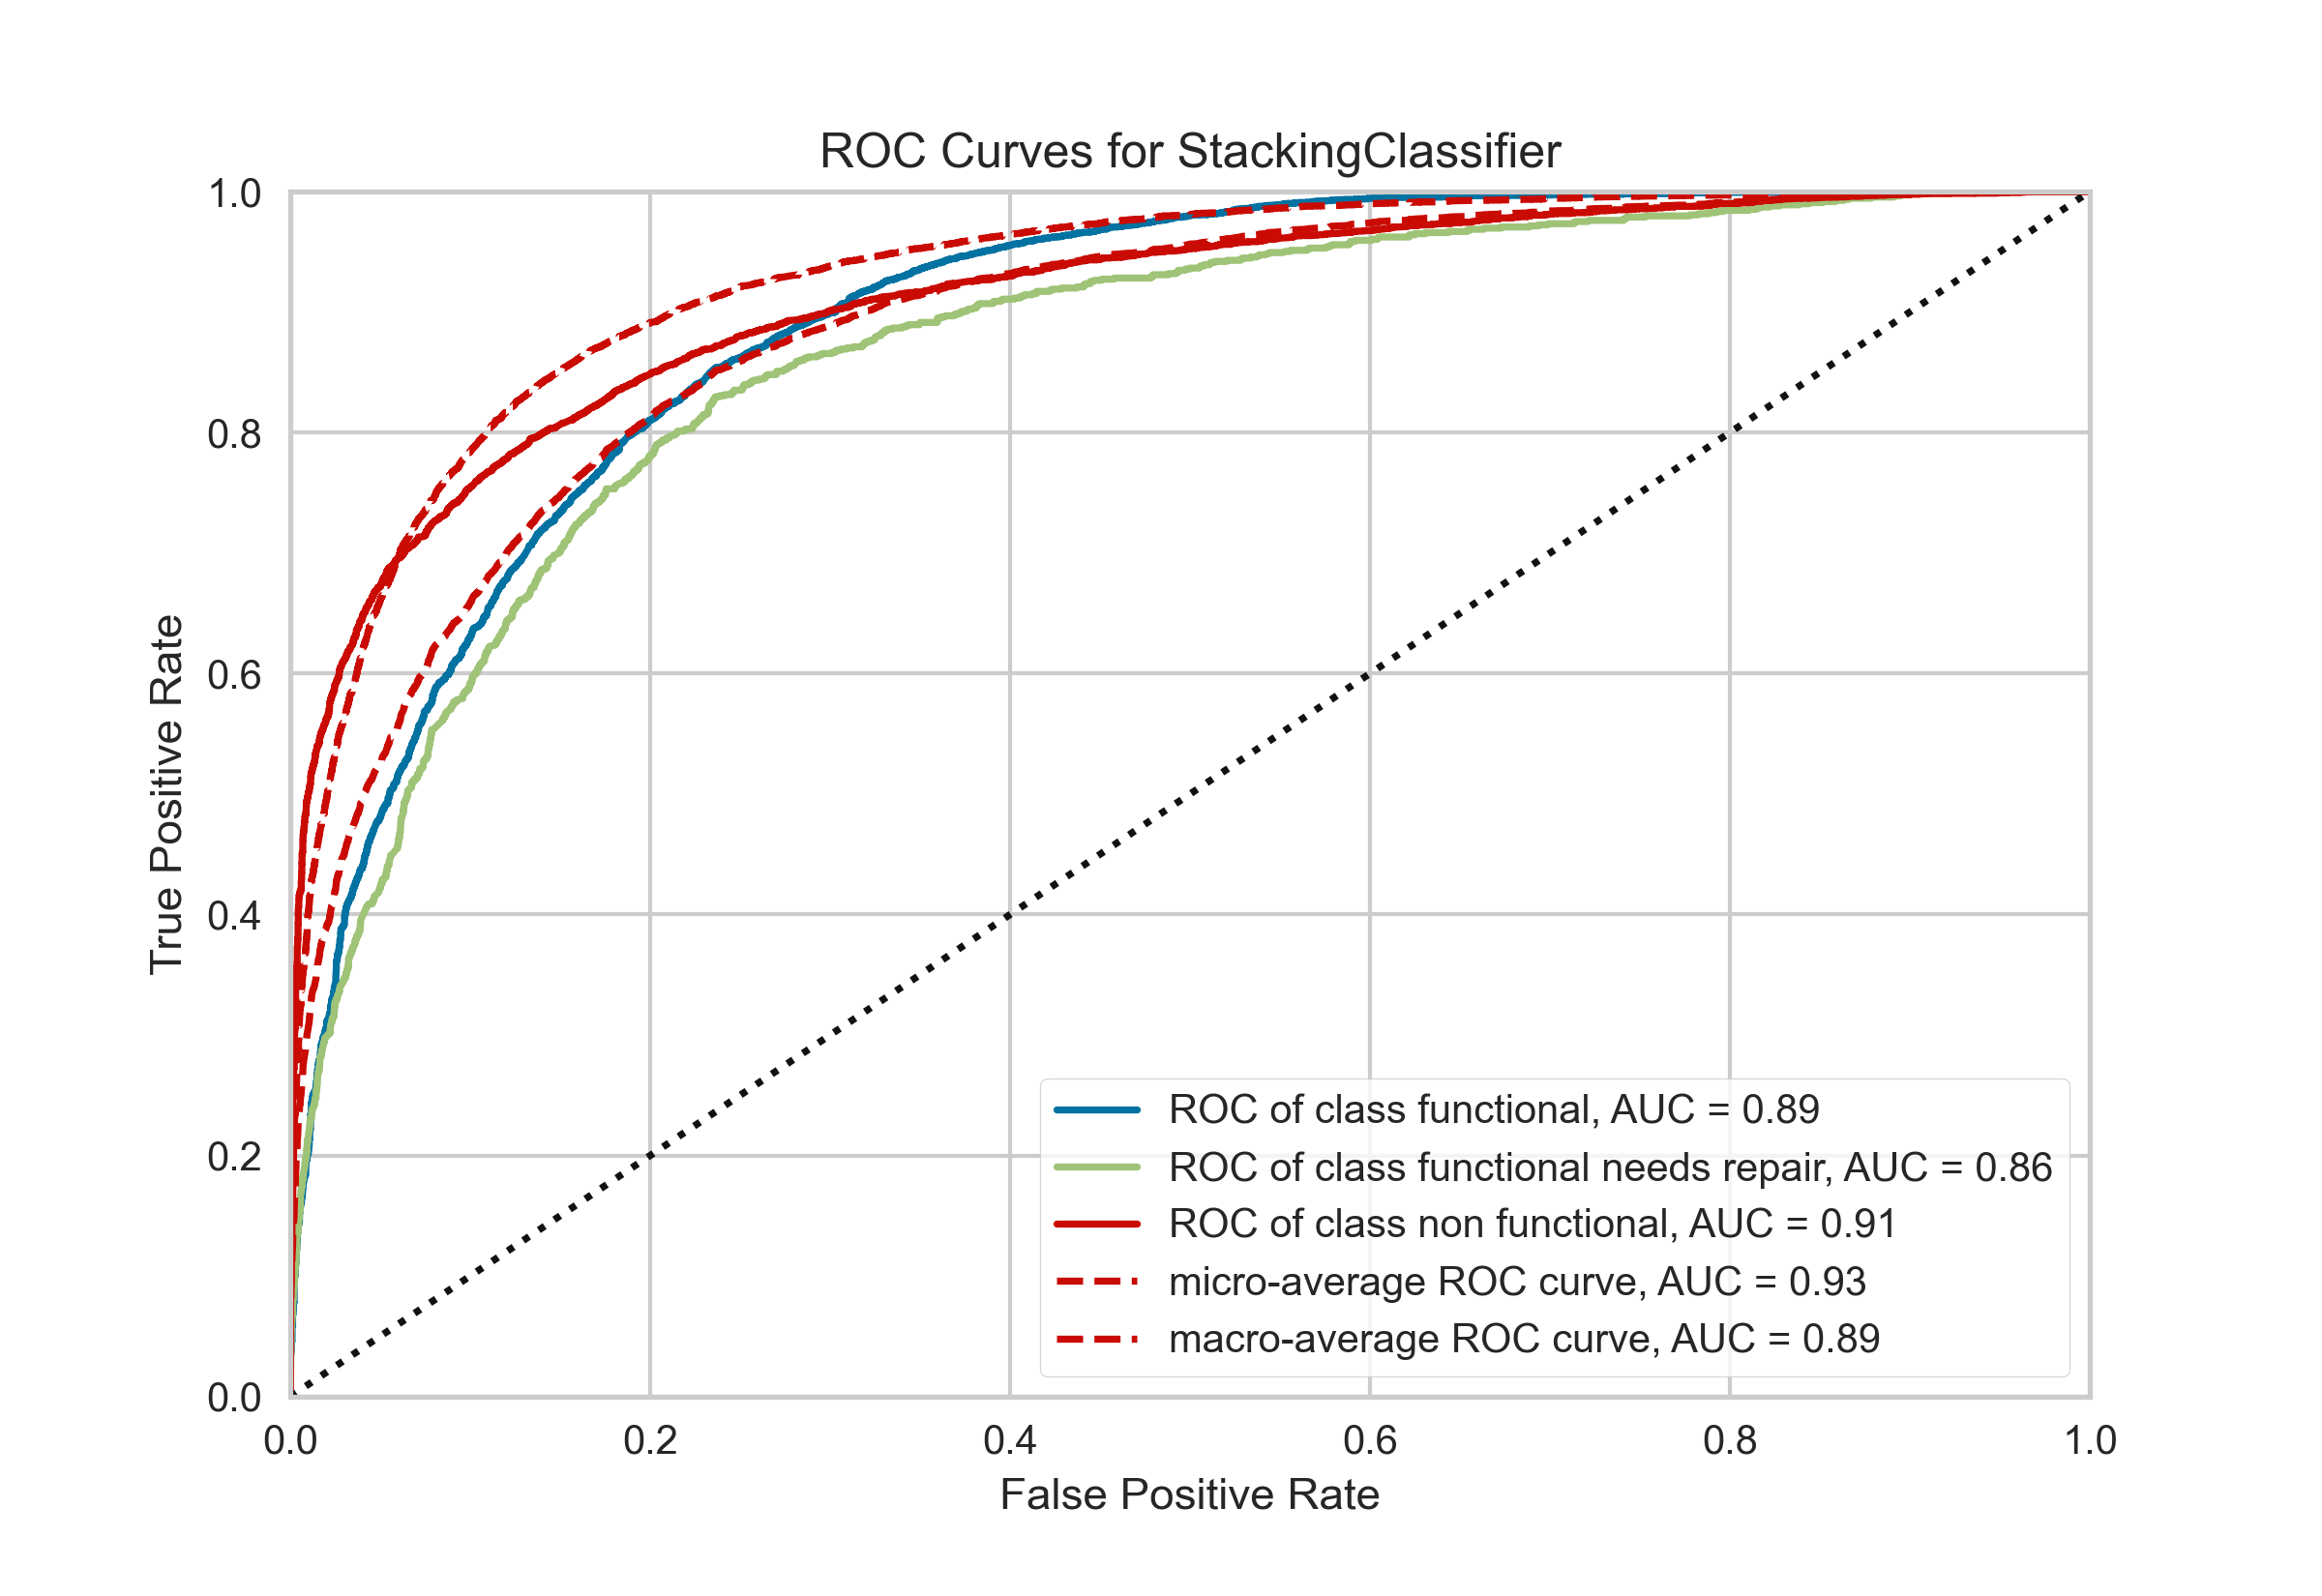 ROC Curves for StackingClassifier
1.0
0.8
0.6
0.4
0.2
0.0
True Positive Rate
ROC of class functional, AUC = 0.89
ROC of class functional needs repair, AUC = 0.86
ROC of class non functional, AUC = 0.91
micro-average ROC curve, AUC = 0.93
macro-average ROC curve, AUC = 0.89
0.0 0.2 0.4 0.6 0.8 1.0
False Positive Rate